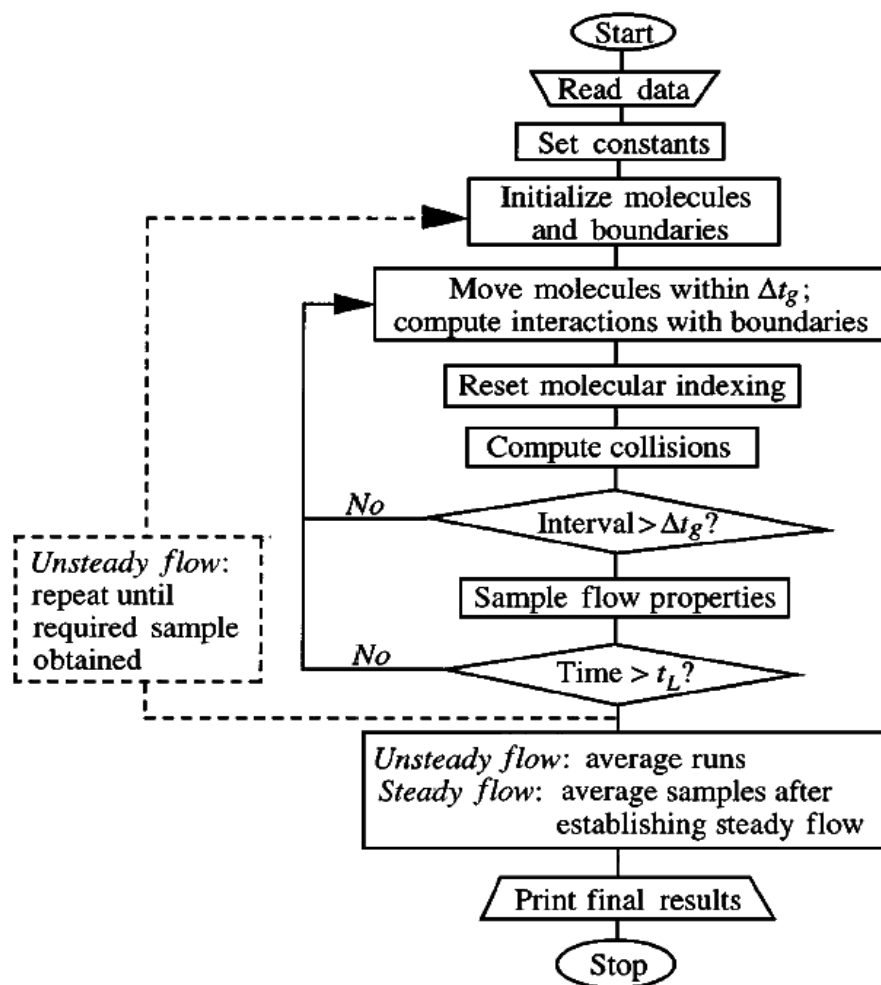 Start
Read data
Set constants
Initialize molecules
and boundaries
Move molecules within Δt_g;
compute interactions with boundaries
Reset molecular indexing
Compute collisions
No
Interval > Δt_g?
Unsteady flow:
repeat until
required sample
obtained
Sample flow properties
No
Time > t_L?
Unsteady flow: average runs
Steady flow: average samples after
establishing steady flow
Print final results
Stop